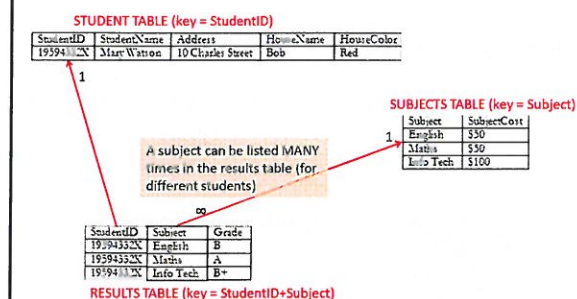 STUDENT TABLE (key = StudentID)
StudentID StudentName Address HouseName HouseColor
19594332X Mary Watson 10 Charles Street Bob Red
1
SUBJECTS TABLE (key = Subject)
Subject SubjectCost
English $50
Maths $50
Info Tech $100
1
A subject can be listed MANY
times in the results table (for
different students)
∞
StudentID Subject Grade
19594332X English B
19594332X Maths A
19594332X Info Tech B+
RESULTS TABLE (key = StudentID+Subject)